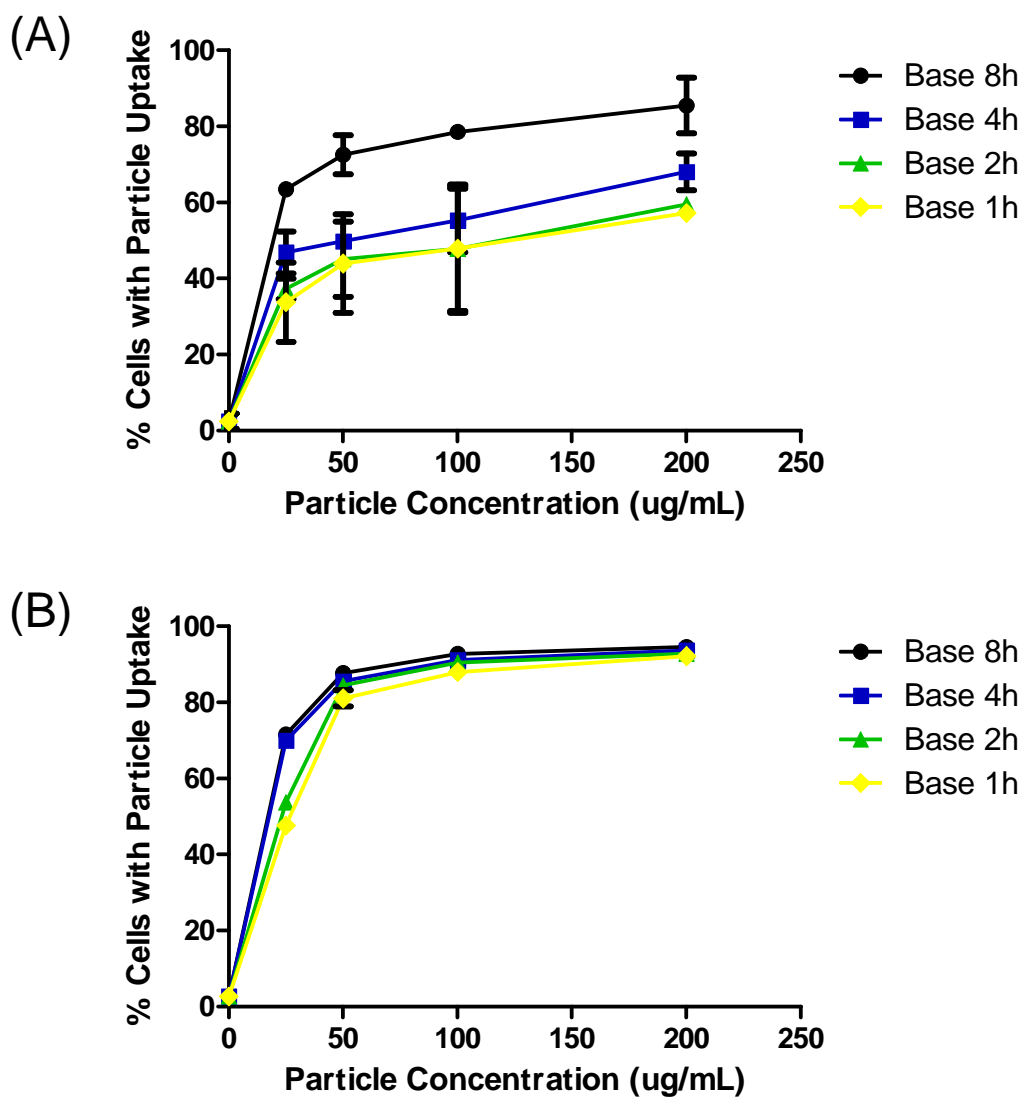 (A)
% Cells with Particle Uptake
100
80
60
40
20
0
0 50 100 150 200 250
Particle Concentration (ug/mL)
Base 8h
Base 4h
Base 2h
Base 1h
(B)
% Cells with Particle Uptake
100
80
60
40
20
0
0 50 100 150 200 250
Particle Concentration (ug/mL)
Base 8h
Base 4h
Base 2h
Base 1h